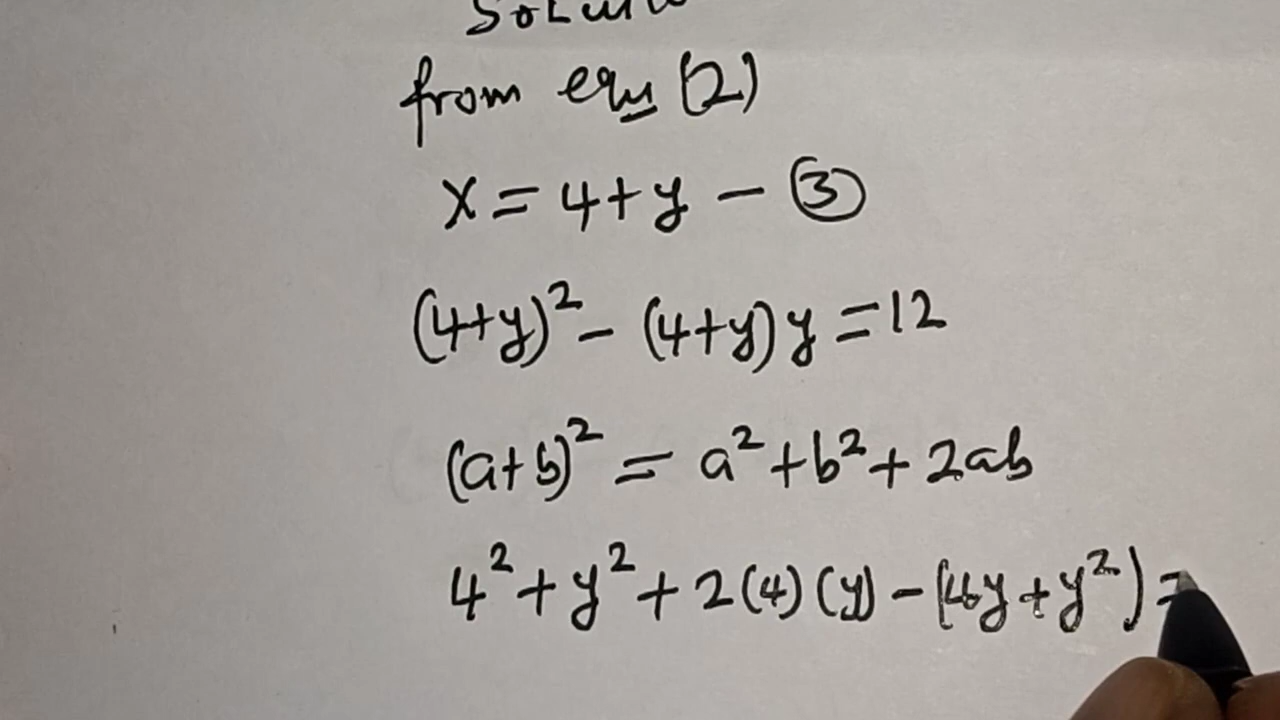 from eqn (2)
x = 4 + y - ③
(4+y)² - (4+y)y = 12
(a+b)² = a² + b² + 2ab
4² + y² + 2(4)(y) - (4y + y²) =